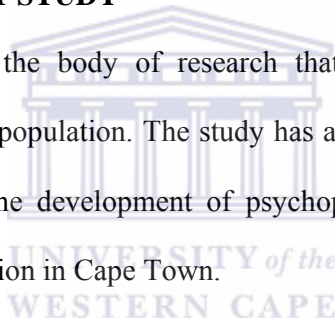 STUDY
the body of research that
population. The study has a
he development of psychop
ion in Cape Town.
UNIVERSITY of the
WESTERN CAPE